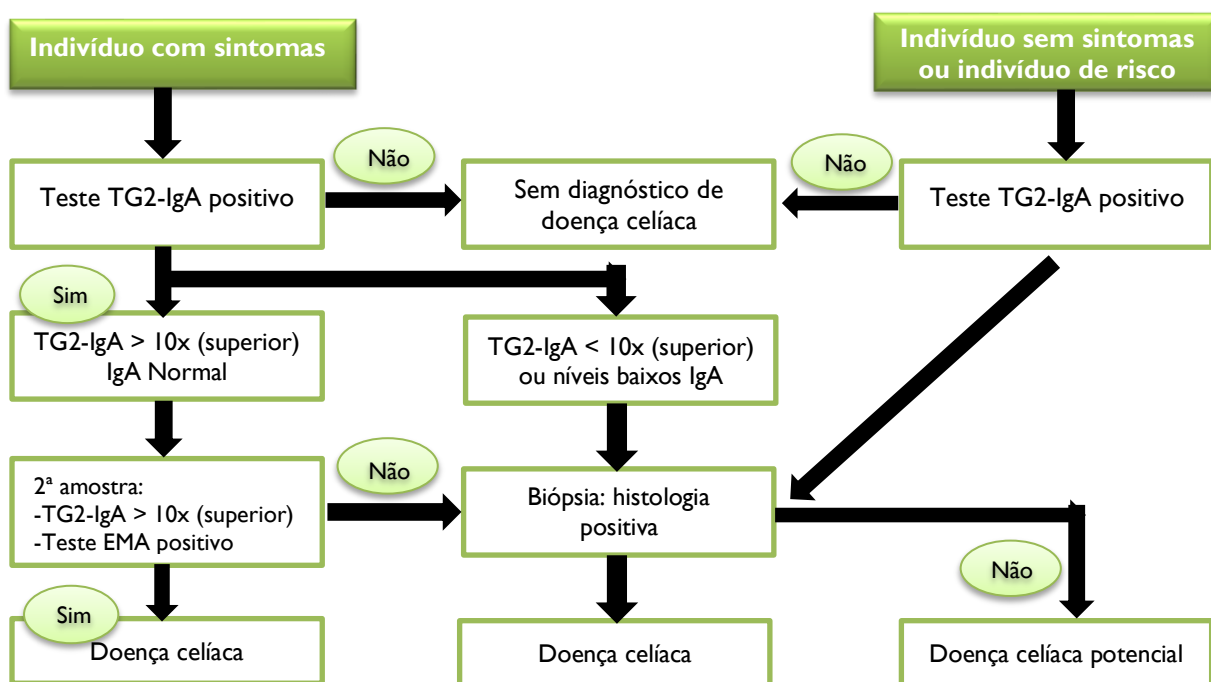 Indivíduo com sintomas
Indivíduo sem sintomas
ou indivíduo de risco
Não
Não
Teste TG2-IgA positivo
Sem diagnóstico de
doença celíaca
Teste TG2-IgA positivo
Sim
TG2-IgA > 10x (superior)
IgA Normal
TG2-IgA < 10x (superior)
ou níveis baixos IgA
Não
2ª amostra:
-TG2-IgA > 10x (superior)
-Teste EMA positivo
Biópsia: histologia
positiva
Não
Sim
Doença celíaca
Doença celíaca
Doença celíaca potencial